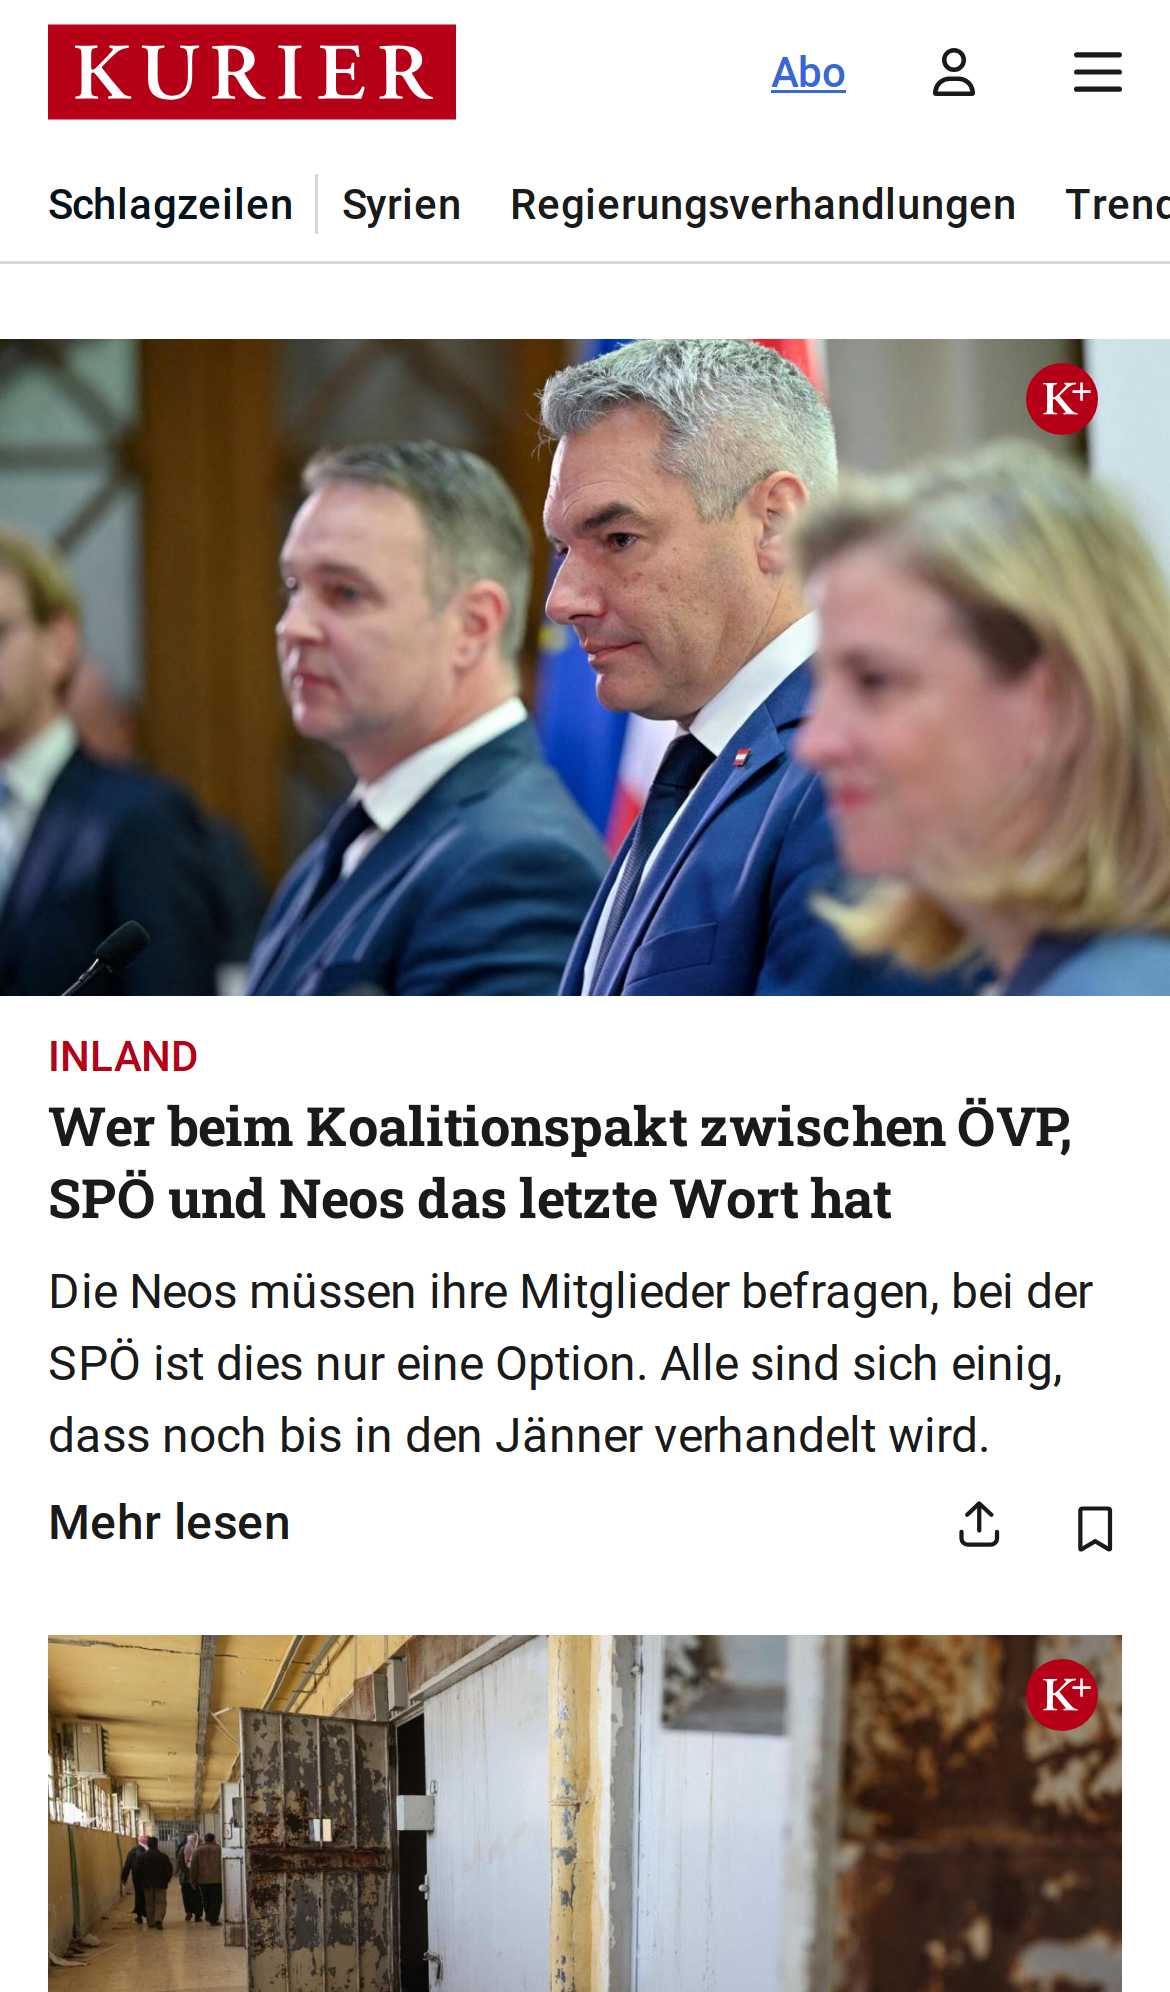 KURIER
Abo
Schlagzeilen
Syrien
Regierungsverhandlungen
Trend
K+
INLAND
Wer beim Koalitionspakt zwischen ÖVP,
SPÖ und Neos das letzte Wort hat
Die Neos müssen ihre Mitglieder befragen, bei der
SPÖ ist dies nur eine Option. Alle sind sich einig,
dass noch bis in den Jänner verhandelt wird.
Mehr lesen
K+